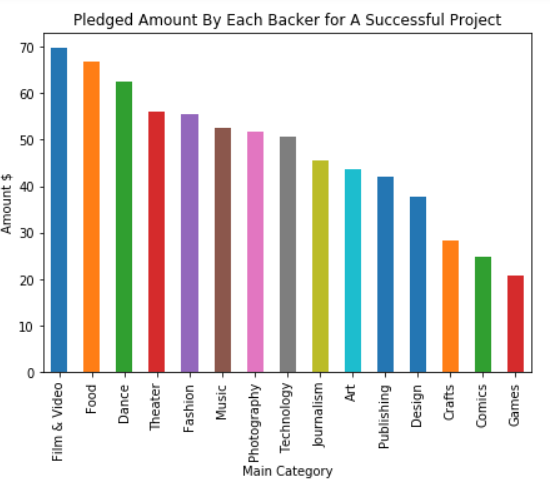 Pledged Amount By Each Backer for A Successful Project
Amount $
70
60
50
40
30
20
10
0
Film & Video
Food
Dance
Theater
Fashion
Music
Photography
Technology
Journalism
Art
Publishing
Design
Crafts
Comics
Games
Main Category